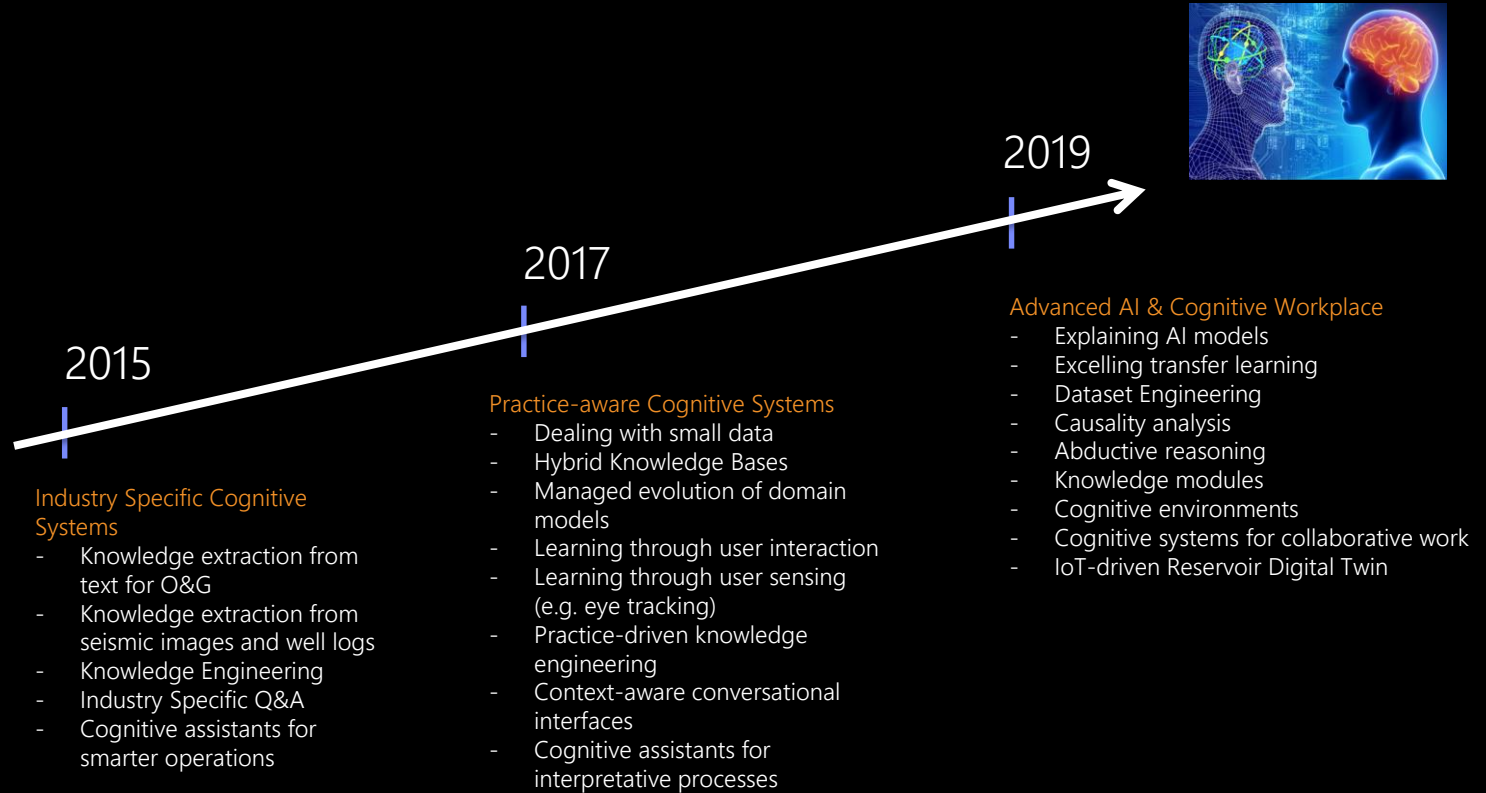 2015
Industry Specific Cognitive
Systems
- Knowledge extraction from
text for O&G
- Knowledge extraction from
seismic images and well logs
- Knowledge Engineering
- Industry Specific Q&A
- Cognitive assistants for
smarter operations
2017
Practice-aware Cognitive Systems
- Dealing with small data
- Hybrid Knowledge Bases
- Managed evolution of domain
models
- Learning through user interaction
- Learning through user sensing
(e.g. eye tracking)
- Practice-driven knowledge
engineering
- Context-aware conversational
interfaces
- Cognitive assistants for
interpretative processes
2019
Advanced AI & Cognitive Workplace
- Explaining AI models
- Excelling transfer learning
- Dataset Engineering
- Causality analysis
- Abductive reasoning
- Knowledge modules
- Cognitive environments
- Cognitive systems for collaborative work
- IoT-driven Reservoir Digital Twin